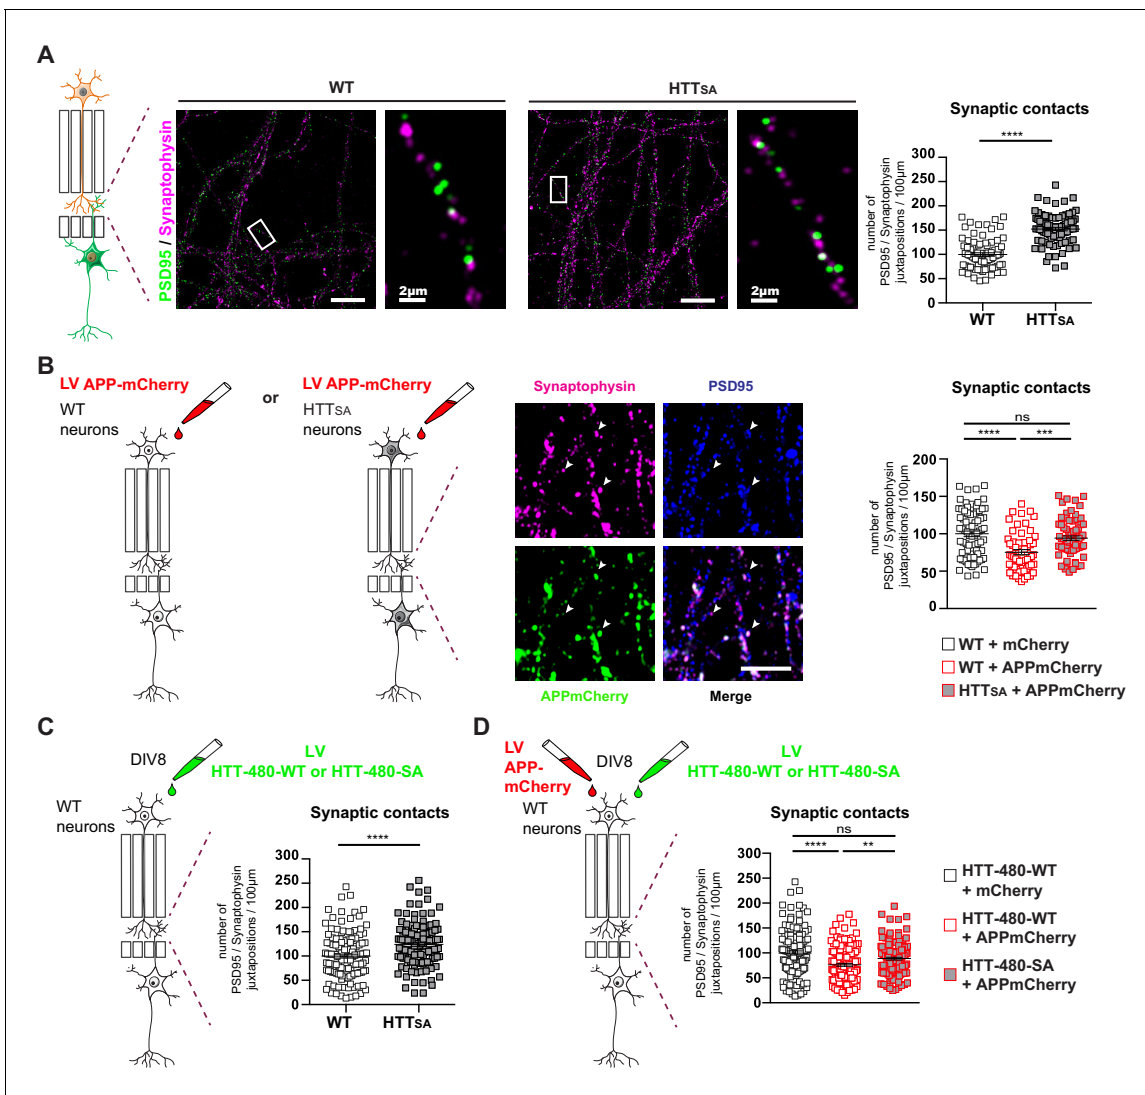 A
WT
HTTSA
PSD95 / Synaptophysin
2µm
2µm
Synaptic contacts
****
number of
PSD95 / Synaptophysin
juxtapositions / 100µm
300
250
200
150
100
50
0
WT
HTTSA
B
LV APP-mCherry
WT
neurons
or
LV APP-mCherry
HTTSA
neurons
Synaptophysin
PSD95
APPmCherry
Merge
Synaptic contacts
ns
****
***
number of
PSD95 / Synaptophysin
juxtapositions / 100µm
200
150
100
50
0
WT + mCherry
WT + APPmCherry
HTTSA + APPmCherry
C
DIV8
LV
HTT-480-WT or HTT-480-SA
WT
neurons
Synaptic contacts
****
number of
PSD95 / Synaptophysin
juxtapositions / 100µm
300
250
200
150
100
50
0
WT
HTTSA
D
LV
APP-
mCherry
DIV8
LV
HTT-480-WT or HTT-480-SA
WT
neurons
Synaptic contacts
ns
****
**
number of
PSD95 / Synaptophysin
juxtapositions / 100µm
300
250
200
150
100
50
0
HTT-480-WT
+ mCherry
HTT-480-WT
+ APPmCherry
HTT-480-SA
+ APPmCherry